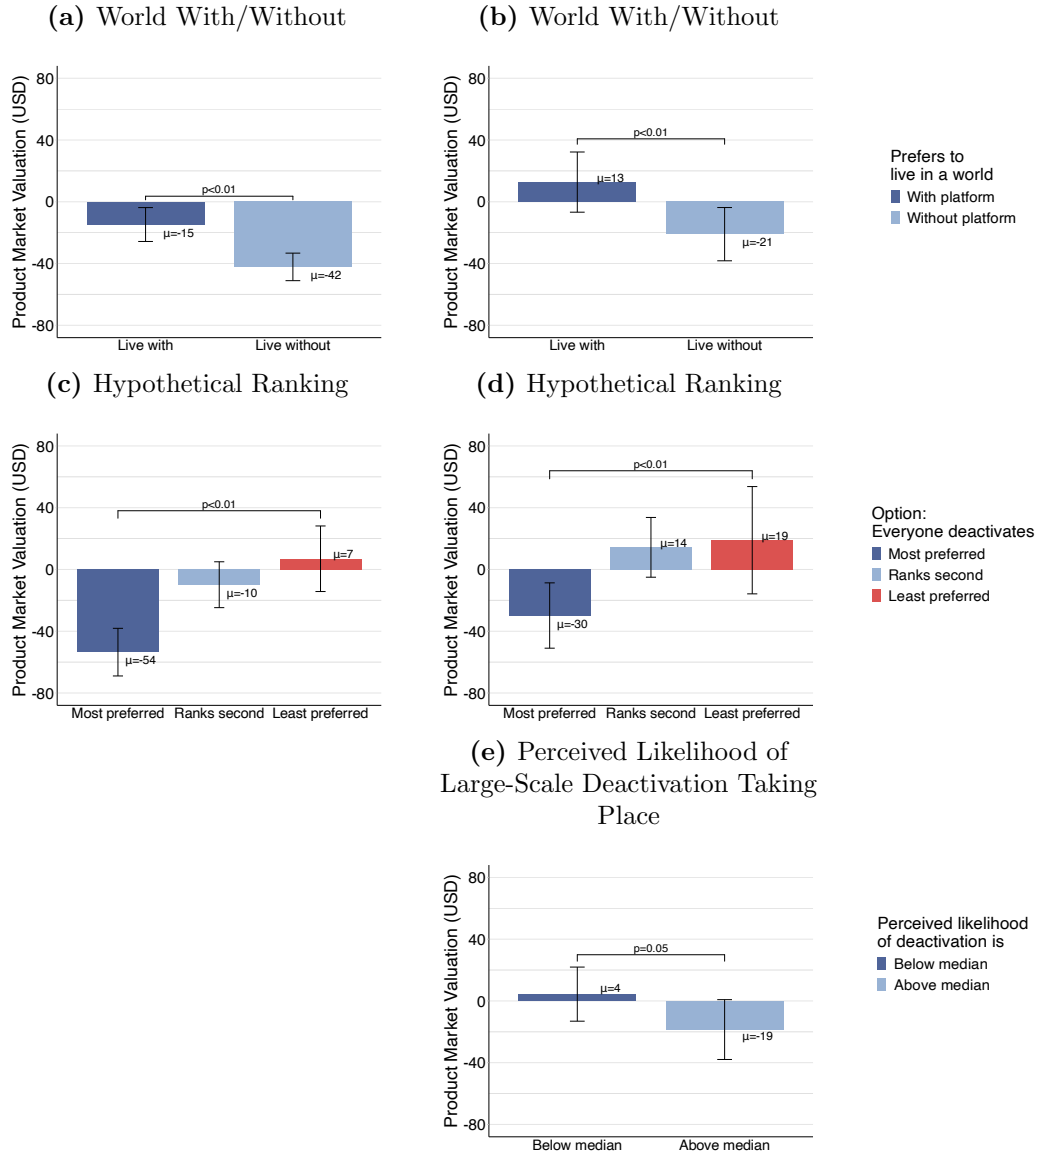 (a) World With/Without
Product Market Valuation (USD)
80
40
0
-40
-80
p<0.01
μ=-15
μ=-42
Live with
Live without
(b) World With/Without
Product Market Valuation (USD)
80
40
0
-40
-80
p<0.01
μ=13
μ=-21
Live with
Live without
Prefers to
live in a world
With platform
Without platform
(c) Hypothetical Ranking
Product Market Valuation (USD)
80
40
0
-40
-80
p<0.01
μ=7
μ=-10
μ=-54
Most preferred
Ranks second
Least preferred
(d) Hypothetical Ranking
Product Market Valuation (USD)
80
40
0
-40
-80
p<0.01
μ=14
μ=19
μ=-30
Most preferred
Ranks second
Least preferred
Option:
Everyone deactivates
Most preferred
Ranks second
Least preferred
(e) Perceived Likelihood of
Large-Scale Deactivation Taking
Place
Product Market Valuation (USD)
80
40
0
-40
-80
p=0.05
μ=4
μ=-19
Below median
Above median
Perceived likelihood
of deactivation is
Below median
Above median